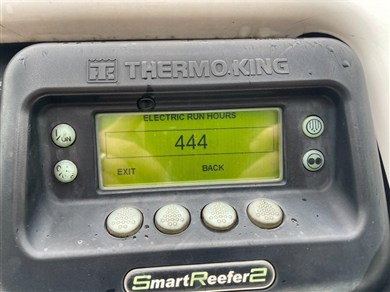 THERMO KING
ELECTRIC RUN HOURS
444
EXIT BACK
SmartReefer2